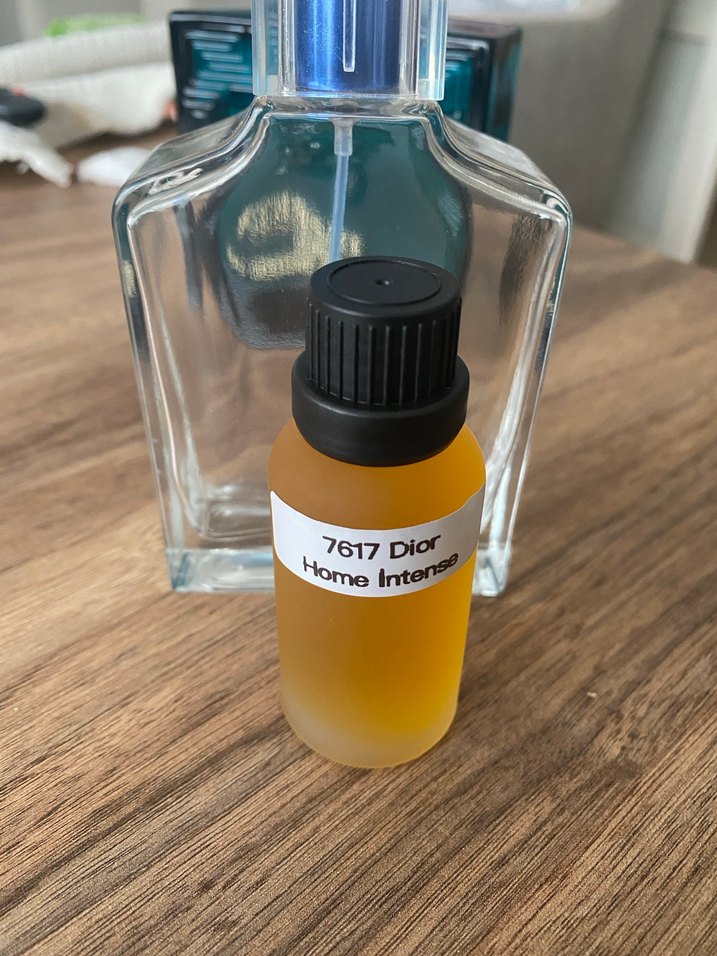 7617 Dior
Home Intense